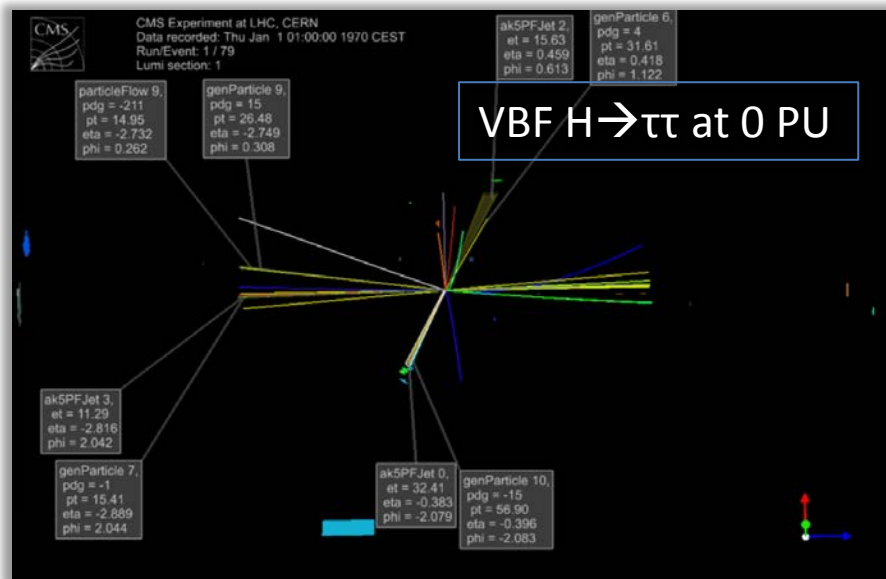 CMS
CMS Experiment at LHC, CERN
Data recorded: Thu Jan 1 01:00:00 1970 CEST
Run/Event: 1 / 79
Lumi section: 1
particleFlow 9,
pdg = -211
pt = 14.95
eta = -2.732
phi = 0.262
genParticle 9,
pdg = 15
pt = 26.48
eta = -2.749
phi = 0.308
ak5PFJet 2,
et = 15.63
eta = 0.459
phi = 0.613
genParticle 6,
pdg = 4
pt = 31.61
eta = 0.418
phi = 1.122
VBF H→ττ at 0 PU
ak5PFJet 3,
et = 11.29
eta = -2.816
phi = 2.042
genParticle 7,
pdg = -1
pt = 15.41
eta = -2.889
phi = 2.044
ak5PFJet 0,
et = 32.41
eta = -0.383
phi = -2.079
genParticle 10,
pdg = -15
pt = 56.90
eta = -0.396
phi = -2.083